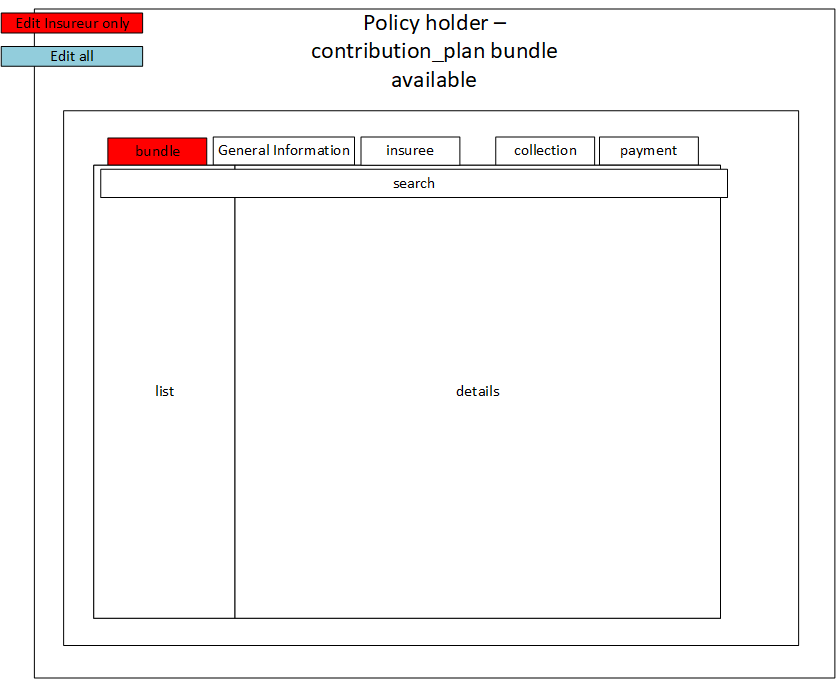 Edit Insureur only
Edit all
Policy holder –
contribution_plan bundle
available
bundle
General Information
insuree
collection
payment
search
list
details